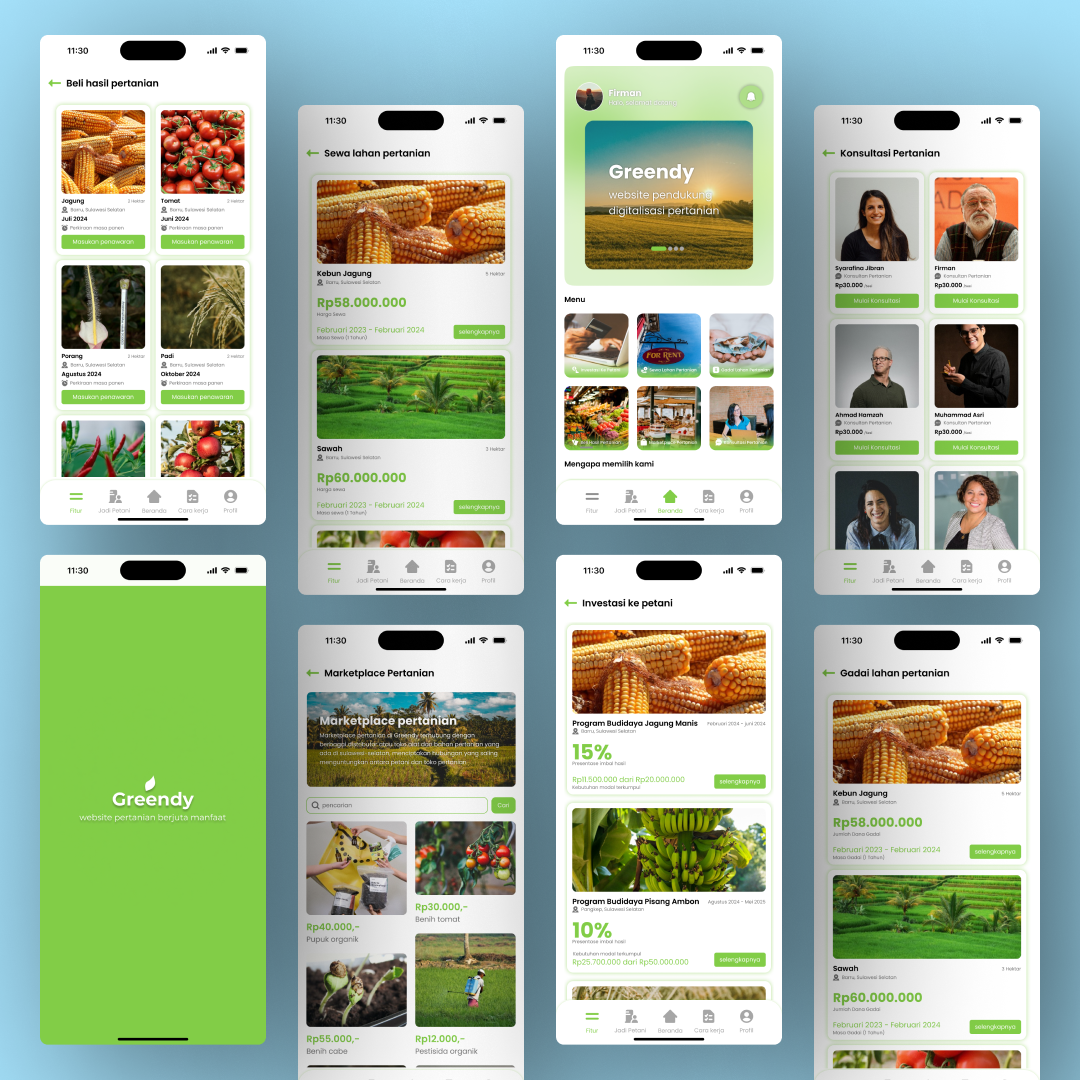 11:30
Beli hasil pertanian
Jagung
2 Hektar
Barru, Sulawesi Selatan
Juli 2024
Perkiraan masa panen
Masukan penawaran
Tomat
2 Hektar
Barru, Sulawesi Selatan
Juni 2024
Perkiraan masa panen
Masukan penawaran
Porang
2 Hektar
Barru, Sulawesi Selatan
Agustus 2024
Perkiraan masa panen
Masukan penawaran
Padi
2 Hektar
Barru, Sulawesi Selatan
Oktober 2024
Perkiraan masa panen
Masukan penawaran
Fitur
Jadi Petani
Beranda
Cara kerja
Profil
11:30
Sewa lahan pertanian
Kebun Jagung
5 Hektar
Barru, Sulawesi Selatan
Rp58.000.000
Harga Sewa
Februari 2023 - Februari 2024
Masa Sewa (1 Tahun)
selengkapnya
Sawah
3 Hektar
Barru, Sulawesi Selatan
Rp60.000.000
Harga sewa
Februari 2023 - Februari 2024
Masa sewa (1 Tahun)
selengkapnya
Fitur
Jadi Petani
Beranda
Cara kerja
Profil
11:30
Firman
Greendy
website pendukung
digitalisasi pertanian
Menu
Investasi ke Petani
FOR RENT
Sewa Lahan Pertanian
Gadai Lahan Pertanian
Beli Hasil Pertanian
Marketplace Pertanian
Konsultasi Pertanian
Mengapa memilih kami
Fitur
Jadi Petani
Beranda
Cara kerja
Profil
11:30
Konsultasi Pertanian
Syarafina Jibran
Konsultan Pertanian
Rp30.000 /sesi
Mulai Konsultasi
Firman
Konsultan Pertanian
Rp30.000 /sesi
Mulai Konsultasi
Ahmad Hamzah
Konsultan Pertanian
Rp30.000 /sesi
Mulai Konsultasi
Muhammad Asri
Konsultan Pertanian
Rp30.000 /sesi
Mulai Konsultasi
Fitur
Jadi Petani
Beranda
Cara kerja
Profil
11:30
Greendy
website pertanian berjuta manfaat
11:30
Marketplace Pertanian
Marketplace pertanian
Marketplace pertanian di Greendy terhubung dengan
berbagai distributor atau toko alat dan bahan pertanian yang
ada di sulawesi selatan, menciptakan hubungan yang saling
menguntungkan antara petani dan toko pertanian
pencarian
Cari
Rp40.000,-
Pupuk organik
Rp30.000,-
Benih tomat
Rp55.000,-
Benih cabe
Rp12.000,-
Pestisida organik
11:30
Investasi ke petani
Program Budidaya Jagung Manis
Februari 2024 - juni 2024
Barru, Sulawesi Selatan
15%
Presentase imbal hasil
Rp11.500.000 dari Rp20.000.000
Kebutuhan modal terkumpul
selengkapnya
Program Budidaya Pisang Ambon
Agustus 2024 - Mei 2025
Pangkep, Sulawesi Selatan
10%
Presentase imbal hasil
Kebutuhan modal terkumpul
Rp25.700.000 dari Rp50.000.000
selengkapnya
Fitur
Jadi Petani
Beranda
Cara kerja
Profil
11:30
Gadai lahan pertanian
Kebun Jagung
5 Hektar
Barru, Sulawesi Selatan
Rp58.000.000
Jumlah Dana Gadai
Februari 2023 - Februari 2024
Masa Gadai (1 Tahun)
selengkapnya
Sawah
3 Hektar
Barru, Sulawesi Selatan
Rp60.000.000
Jumlah Dana Gadai
Februari 2023 - Februari 2024
Masa Gadai (1 Tahun)
selengkapnya